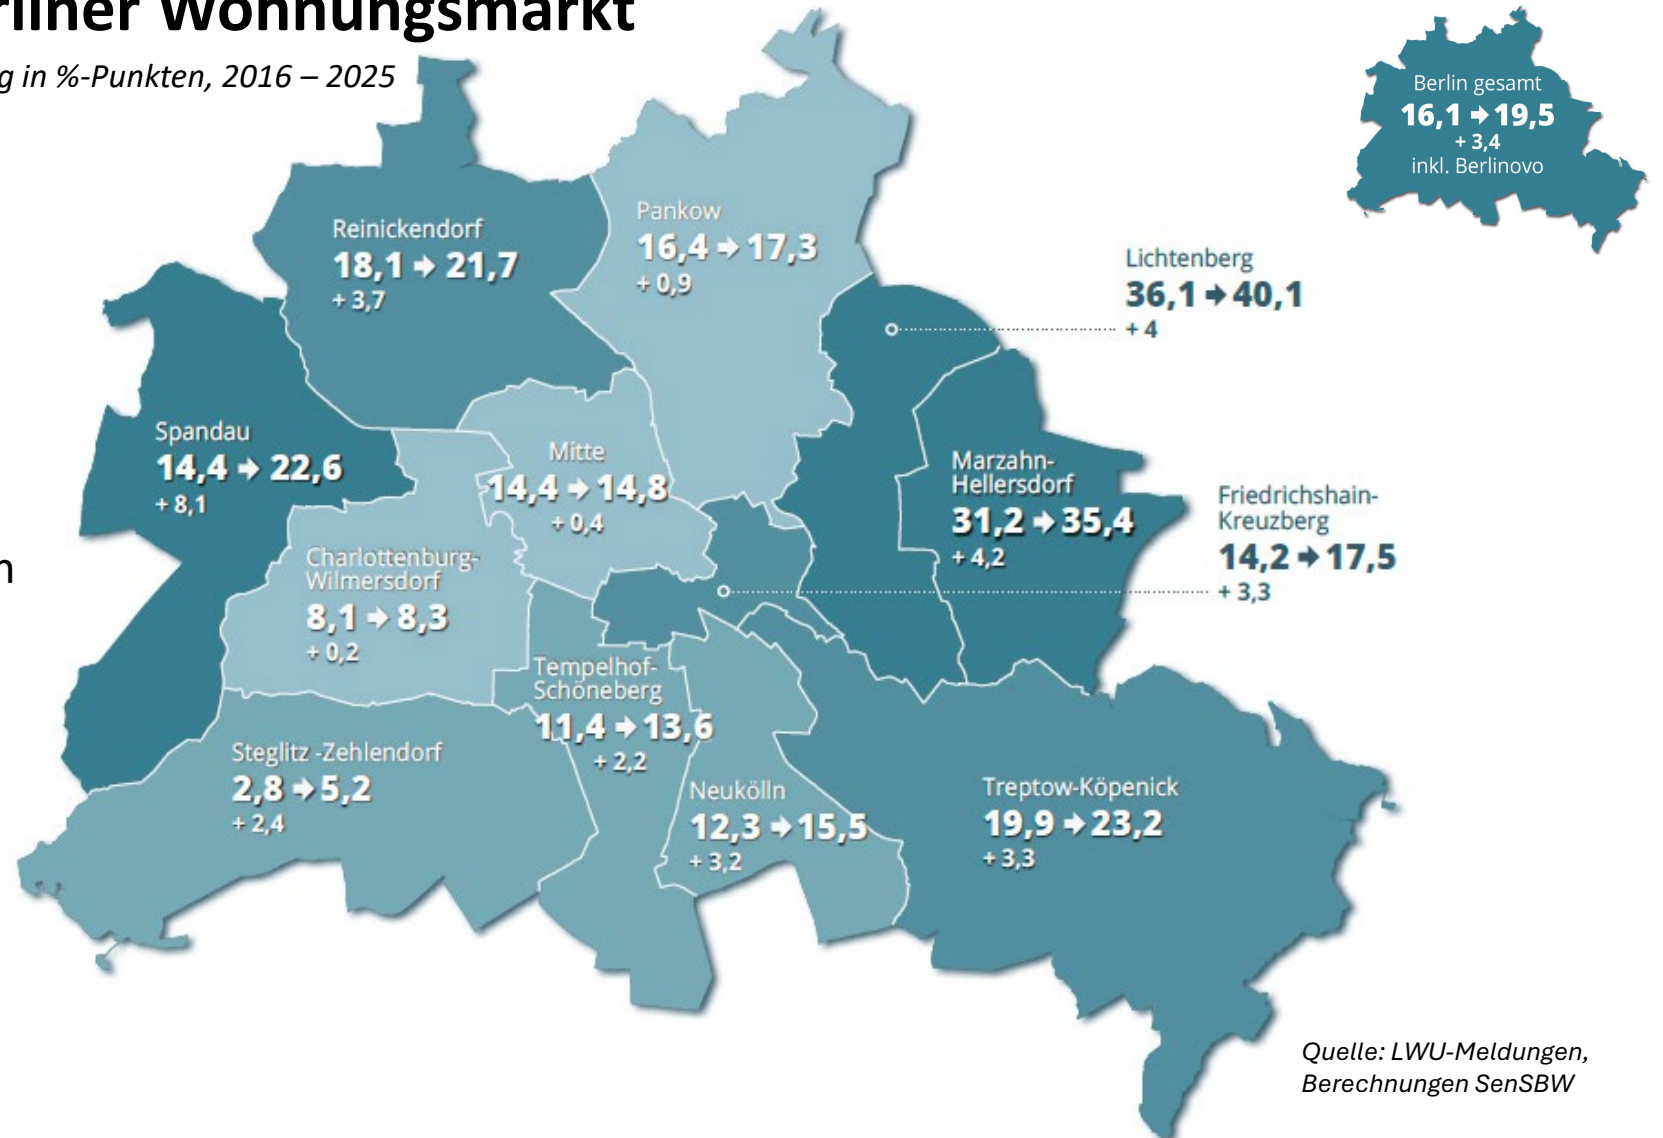 rliner Wohnungsmarkt
g in %-Punkten, 2016 – 2025
Berlin gesamt
16,1 → 19,5
+ 3,4
inkl. Berlinovo
Reinickendorf
18,1 → 21,7
+ 3,7
Pankow
16,4 → 17,3
+ 0,9
Lichtenberg
36,1 → 40,1
+ 4
Spandau
14,4 → 22,6
+ 8,1
Mitte
14,4 → 14,8
+ 0,4
Marzahn-
Hellersdorf
31,2 → 35,4
+ 4,2
Friedrichshain-
Kreuzberg
14,2 → 17,5
+ 3,3
n
Charlottenburg-
Wilmersdorf
8,1 → 8,3
+ 0,2
Tempelhof-
Schöneberg
11,4 → 13,6
+ 2,2
Steglitz -Zehlendorf
2,8 → 5,2
+ 2,4
Neukölln
12,3 → 15,5
+ 3,2
Treptow-Köpenick
19,9 → 23,2
+ 3,3
Quelle: LWU-Meldungen,
Berechnungen SenSBW